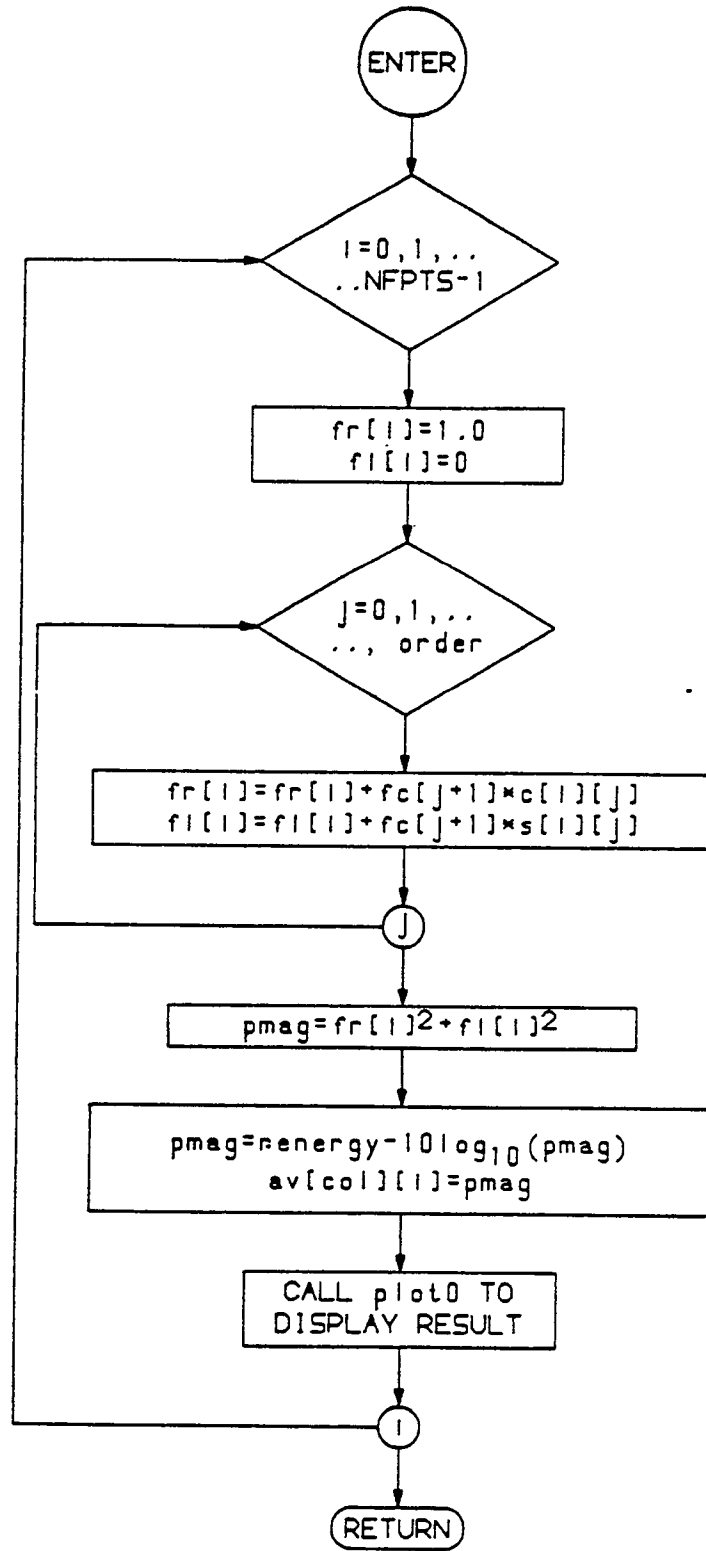 ENTER
i=0,1,..
..NFPTS-1
fr[i]=1.0
fi[i]=0
j=0,1,..
.., order
fr[i]=fr[i]+fc[j+1]*c[i][j]
fi[i]=fi[i]+fc[j+1]*s[i][j]
j
pmag=fr[i]²+fi[i]²
pmag=renergy-10log₁₀(pmag)
av[col][i]=pmag
CALL plot0 TO
DISPLAY RESULT
i
RETURN